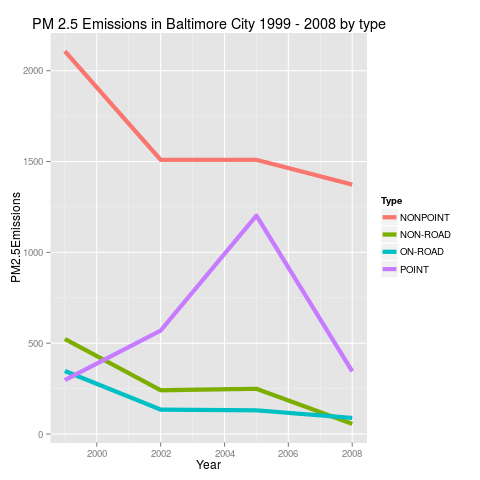 PM 2.5 Emissions in Baltimore City 1999 - 2008 by type
2000
1500
1000
500
0
PM2.5Emissions
2000 2002 2004 2006 2008
Year
Type
NONPOINT
NON-ROAD
ON-ROAD
POINT